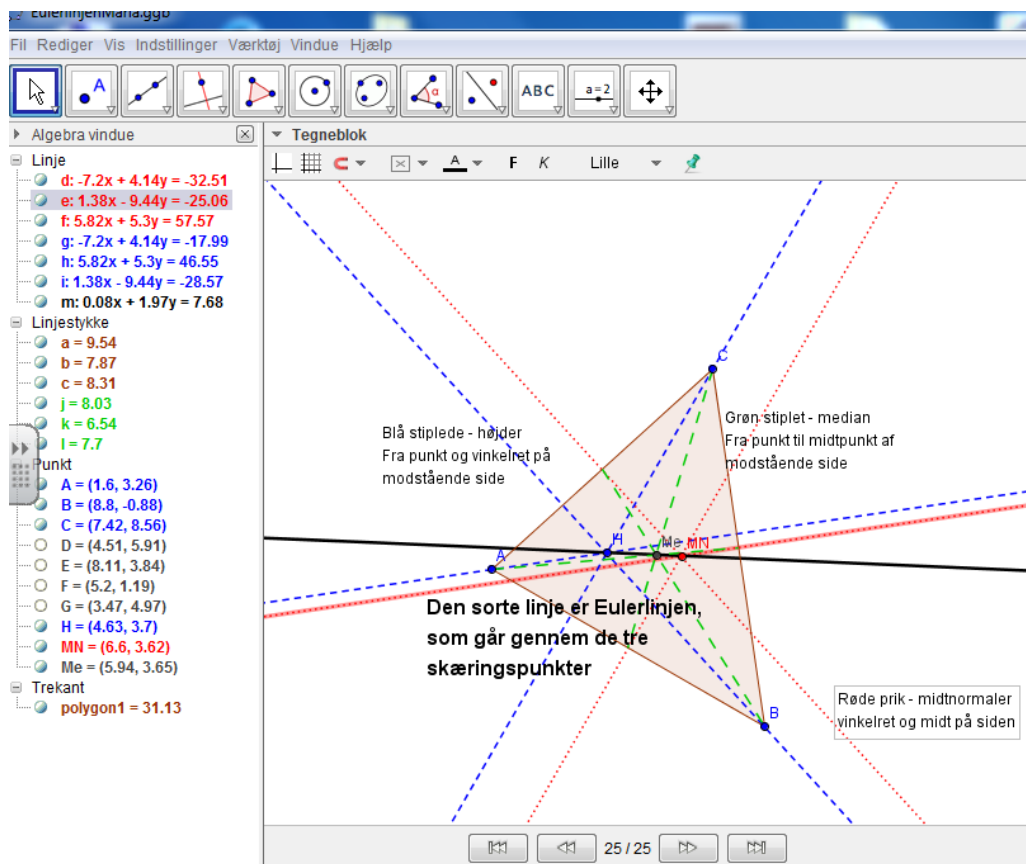 EulerlinjenMaria.ggb
Fil Rediger Vis Indstillinger Værktøj Vindue Hjælp
A
α
ABC
a=2
Algebra vindue
Linje
d: -7.2x + 4.14y = -32.51
e: 1.38x - 9.44y = -25.06
f: 5.82x + 5.3y = 57.57
g: -7.2x + 4.14y = -17.99
h: 5.82x + 5.3y = 46.55
i: 1.38x - 9.44y = -28.57
m: 0.08x + 1.97y = 7.68
Linjestykke
a = 9.54
b = 7.87
c = 8.31
j = 8.03
k = 6.54
l = 7.7
Punkt
A = (1.6, 3.26)
B = (8.8, -0.88)
C = (7.42, 8.56)
D = (4.51, 5.91)
E = (8.11, 3.84)
F = (5.2, 1.19)
G = (3.47, 4.97)
H = (4.63, 3.7)
MN = (6.6, 3.62)
Me = (5.94, 3.65)
Trekant
polygon1 = 31.13
Tegneblok
A F K Lille
C
Blå stiplede - højder
Fra punkt og vinkelret på
modstående side
Grøn stiplet - median
Fra punkt til midtpunkt af
modstående side
H
Me
MN
A
Den sorte linje er Eulerlinjen,
som går gennem de tre
skæringspunkter
B
Røde prik - midtnormaler
vinkelret og midt på siden
25 / 25